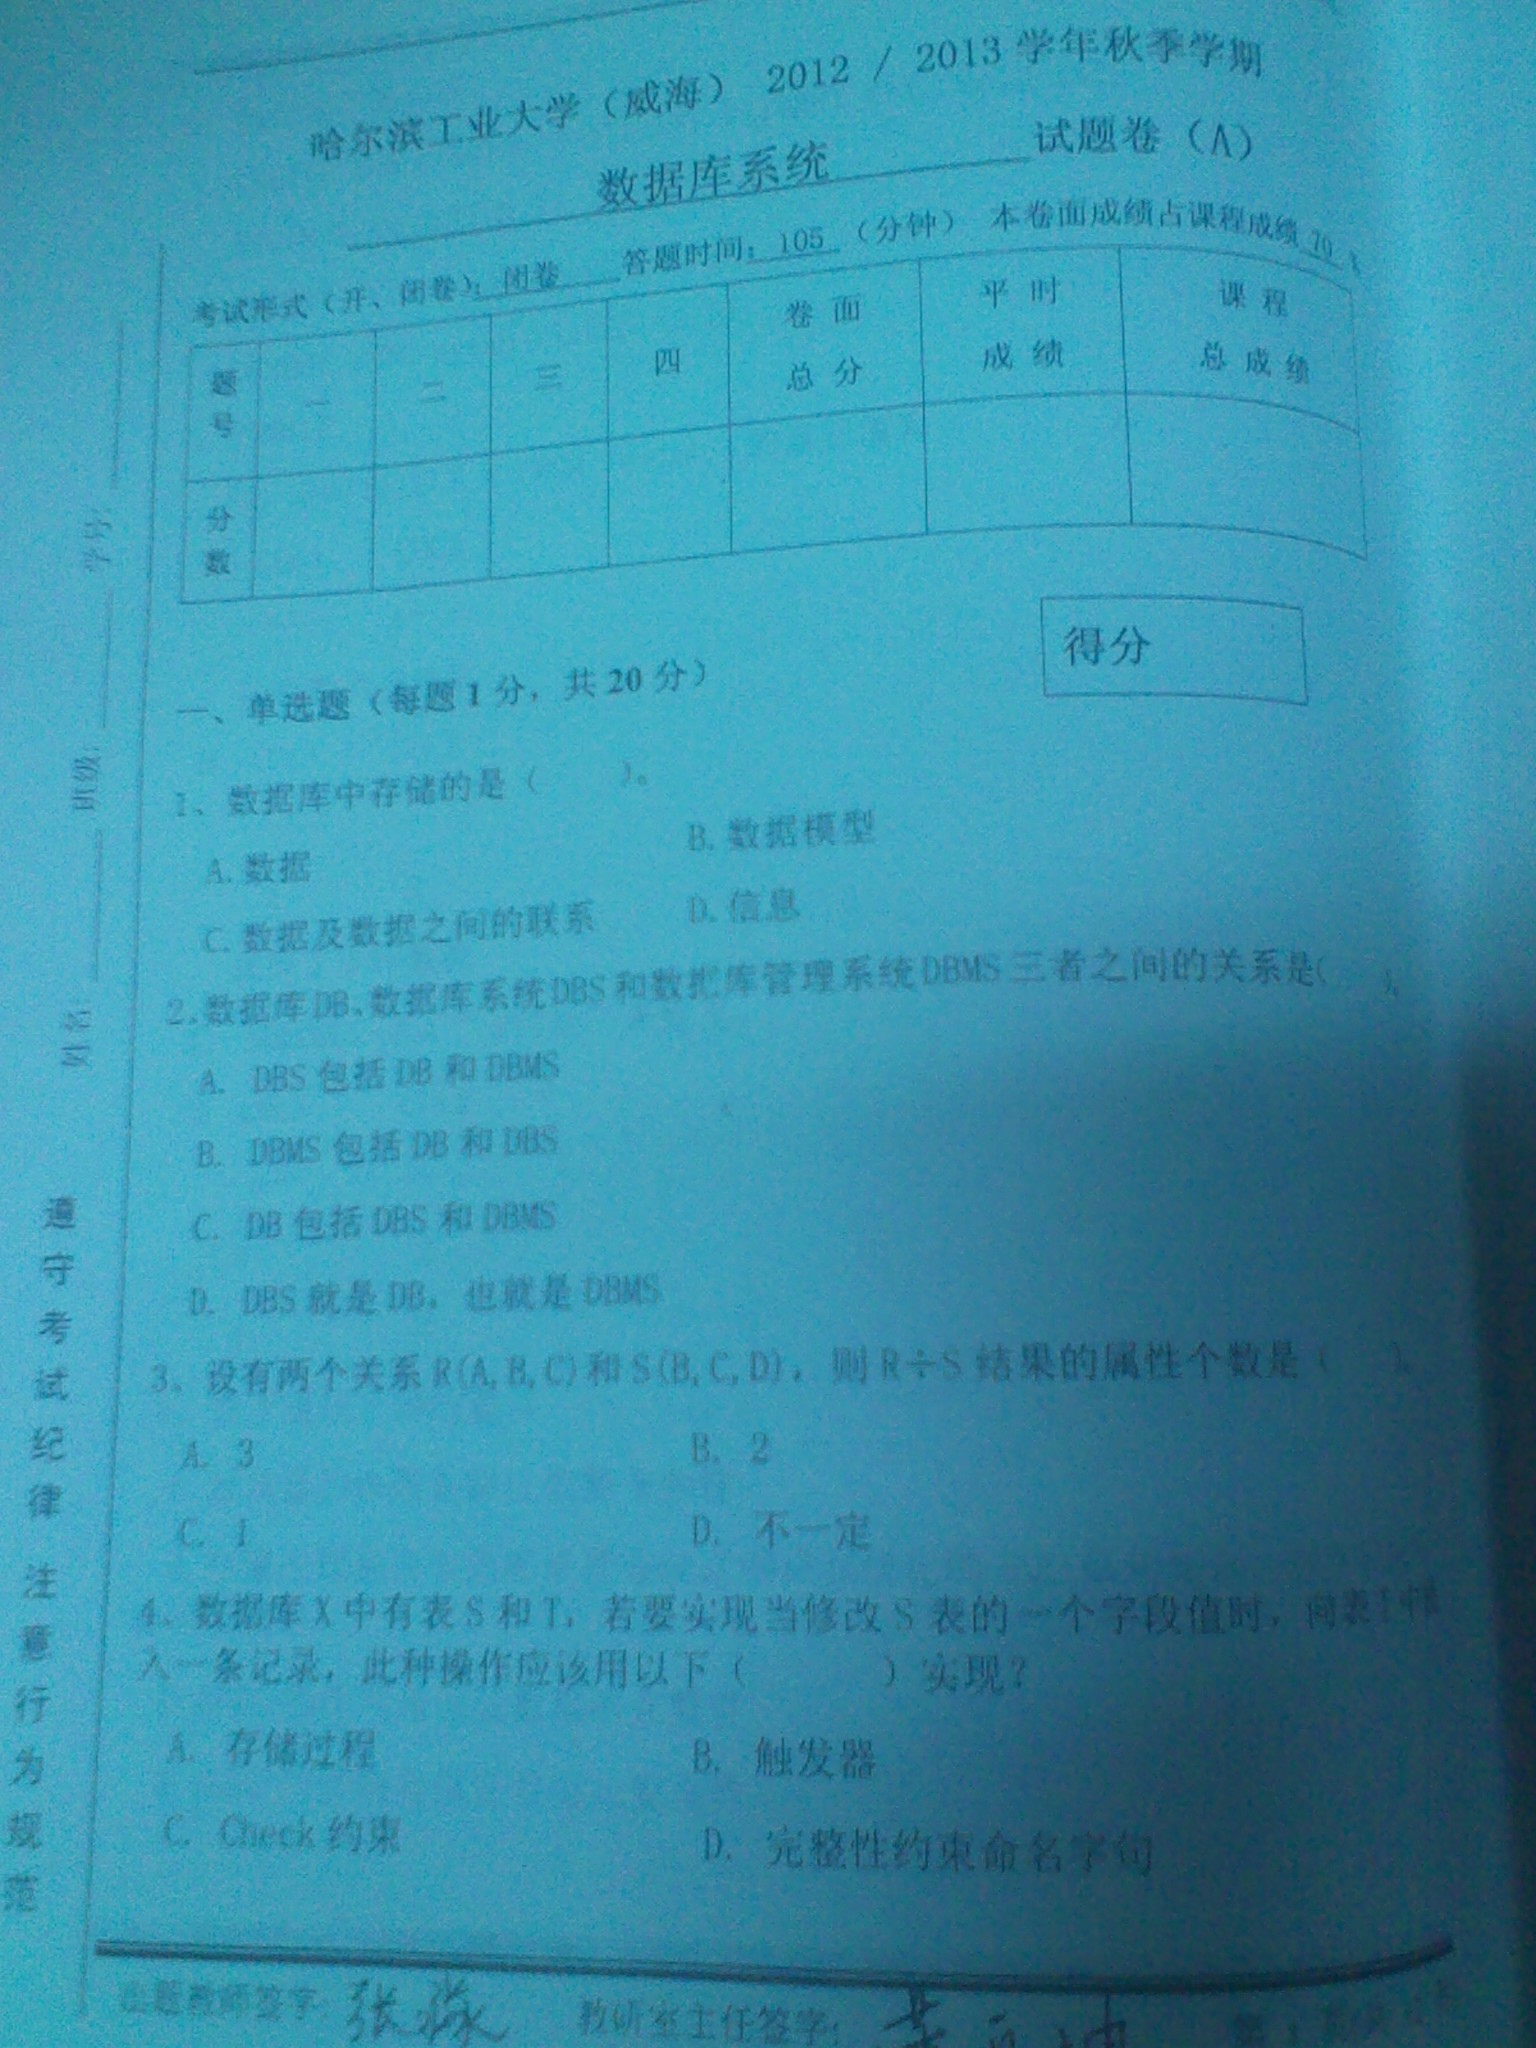 哈尔滨工业大学（威海） 2012 / 2013 学年秋季学期
数据库系统 试题卷（A）
考试形式（开、闭卷）：闭卷 答题时间：105（分钟） 本卷面成绩占课程成绩 70 %
题号 一 二 三 四 卷面总分 平时成绩 课程总成绩
分数
得分
一、单选题（每题1分，共20分）
1、数据库中存储的是（ ）。
A. 数据 B. 数据模型
C. 数据及数据之间的联系 D. 信息
2、数据库DB、数据库系统DBS和数据库管理系统DBMS三者之间的关系是( )。
A. DBS 包括 DB 和 DBMS
B. DBMS 包括 DB 和 DBS
C. DB 包括 DBS 和 DBMS
D. DBS 就是 DB，也就是 DBMS
3、设有两个关系 R(A,B,C) 和 S(B,C,D)，则 R÷S 结果的属性个数是（ ）。
A. 3 B. 2
C. 1 D. 不一定
4、数据库 X 中有表 S 和 T，若要实现当修改 S 表的一个字段值时，向表T中
入一条记录，此种操作应该用以下（ ）实现？
A. 存储过程 B. 触发器
C. Check 约束 D. 完整性约束命名字句
出题教师签字：张 教研室主任签字：
学号：
班级：
姓名：
遵守考试纪律 注意行为规范